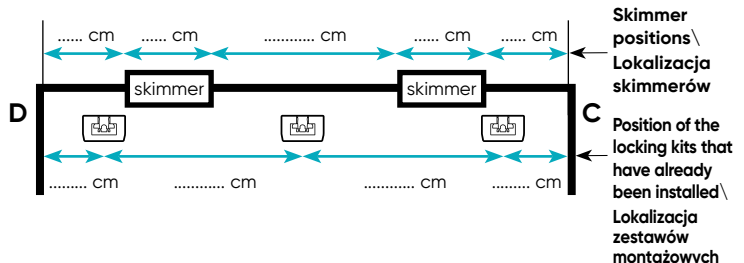 ...... cm ...... cm ............ cm ...... cm ...... cm
Skimmer
positions\
Lokalizacja
skimmerów
skimmer skimmer
D C
Position of the
locking kits that
have already
been installed\
Lokalizacja
zestawów
montażowych
......... cm ............ cm ............ cm ......... cm